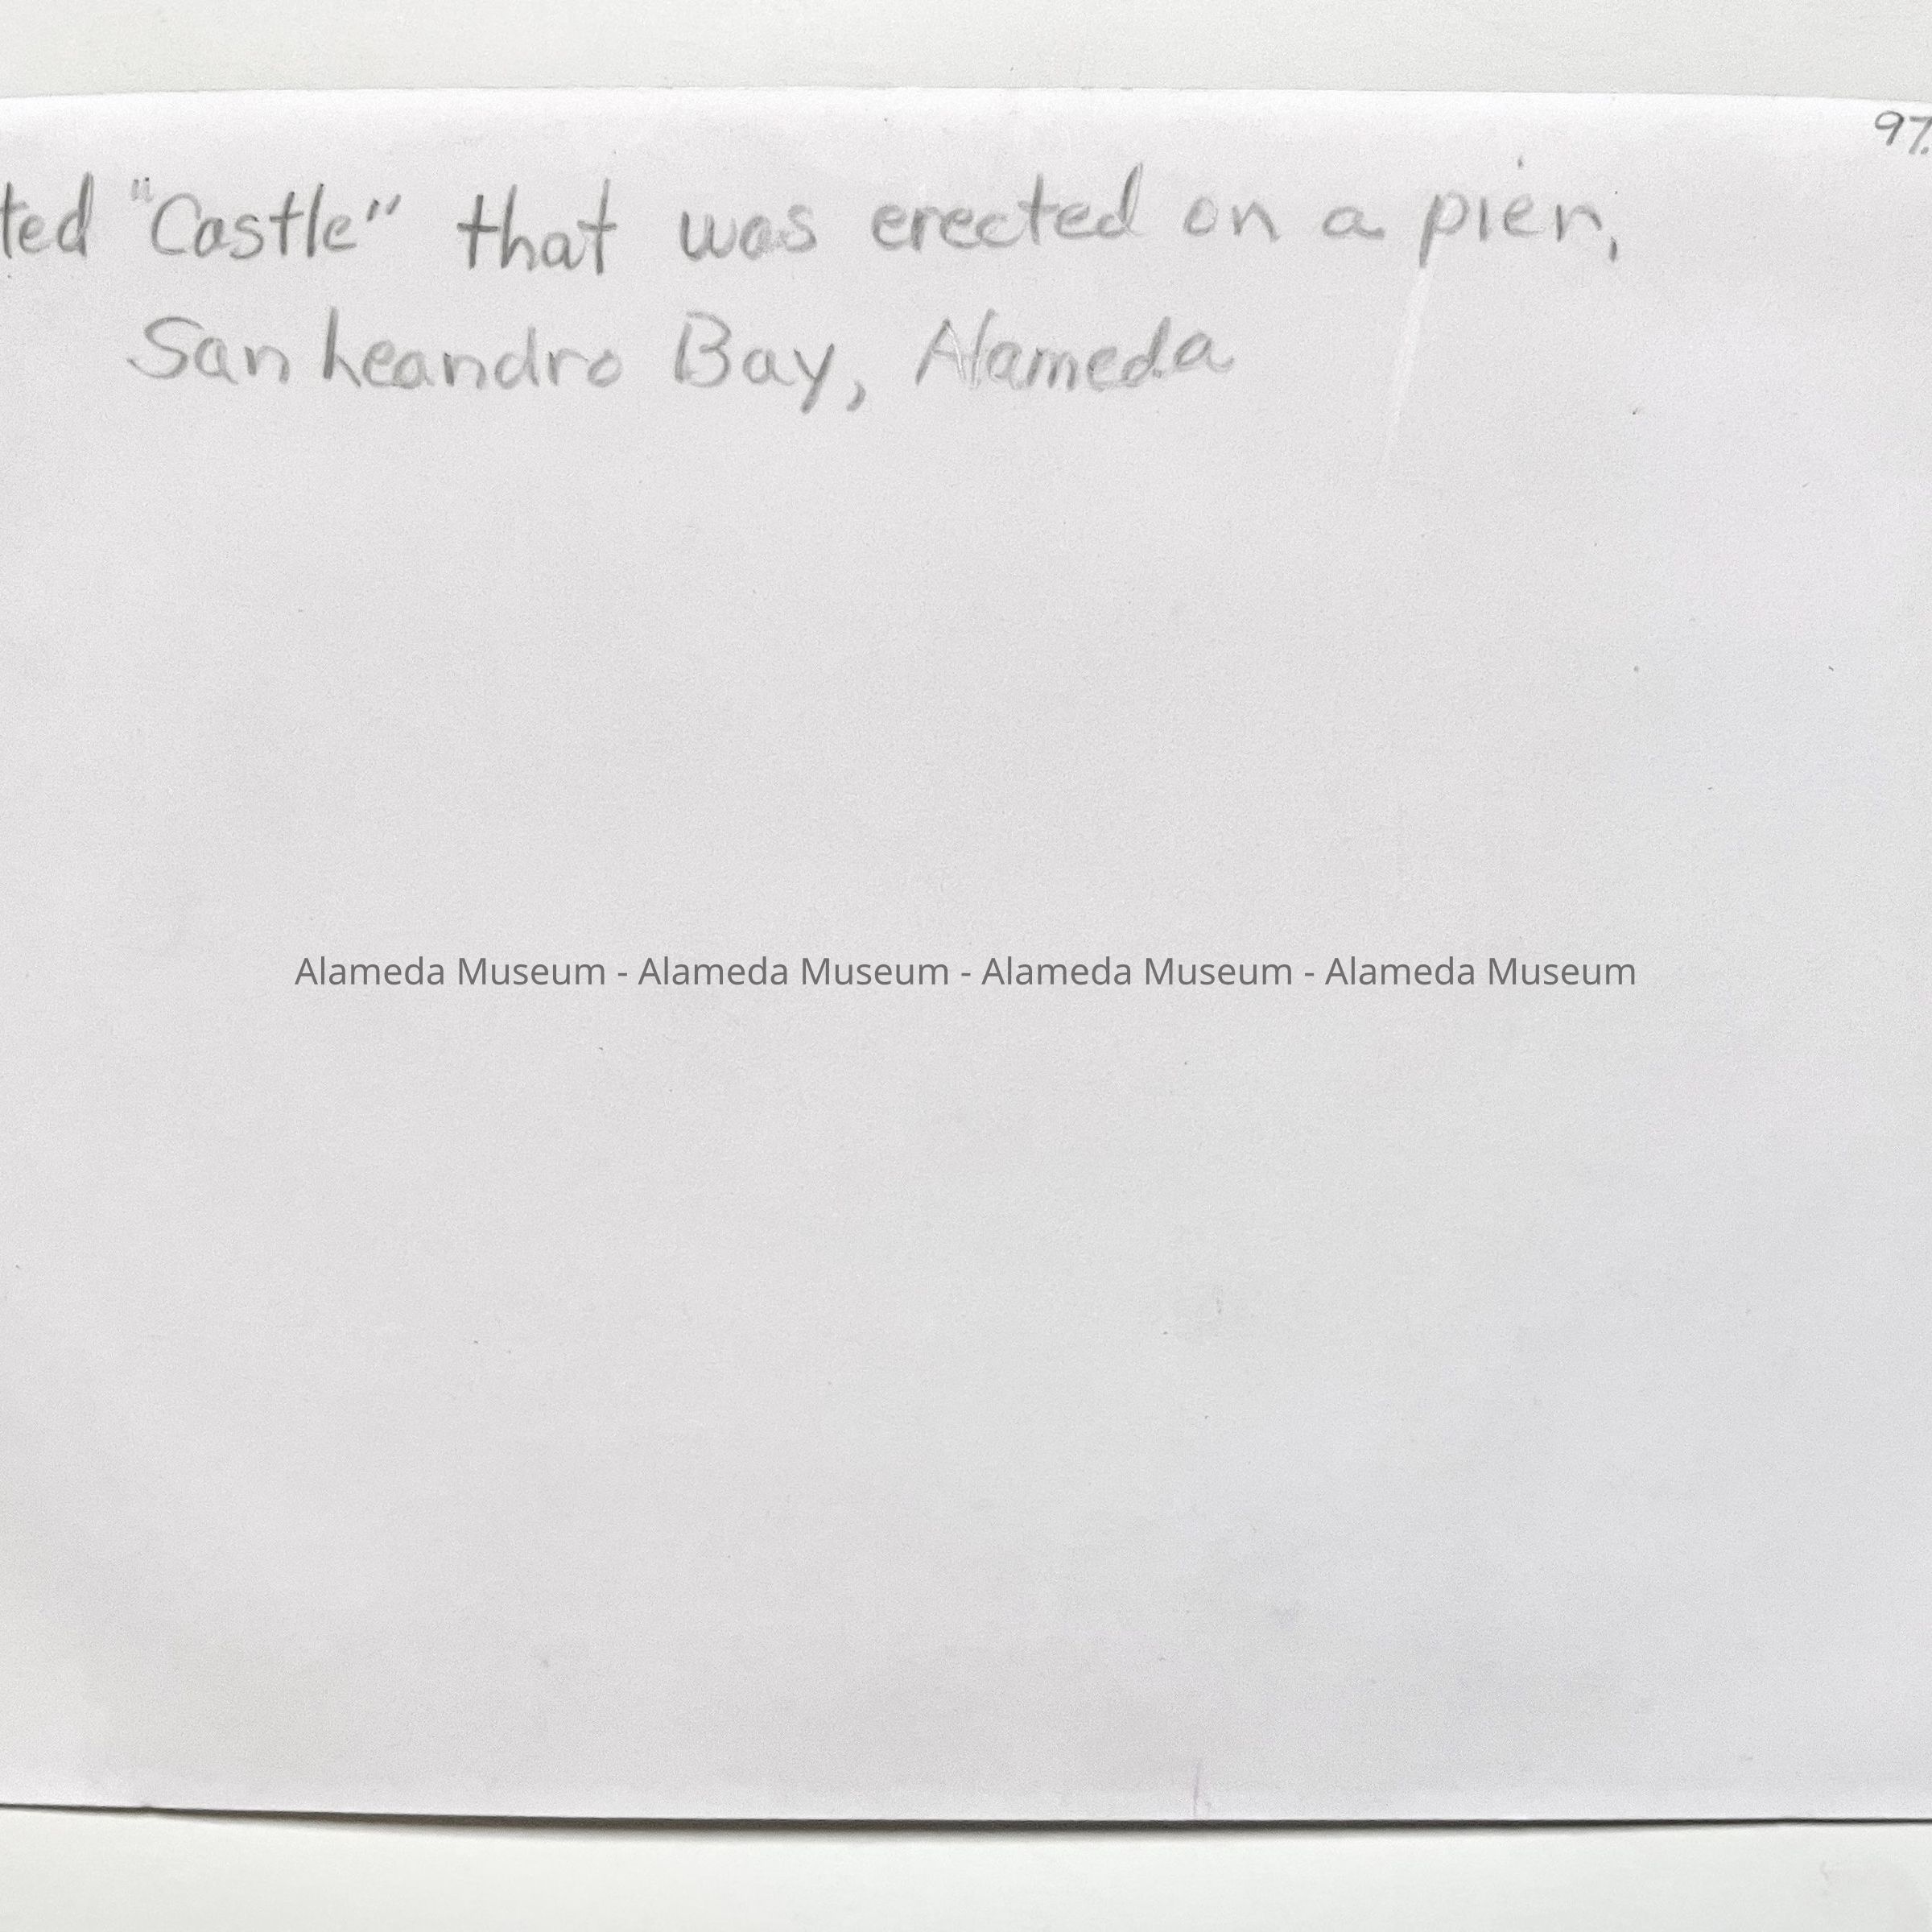 97.
ted "Castle" that was erected on a pier,
San Leandro Bay, Alameda
Alameda Museum - Alameda Museum - Alameda Museum - Alameda Museum